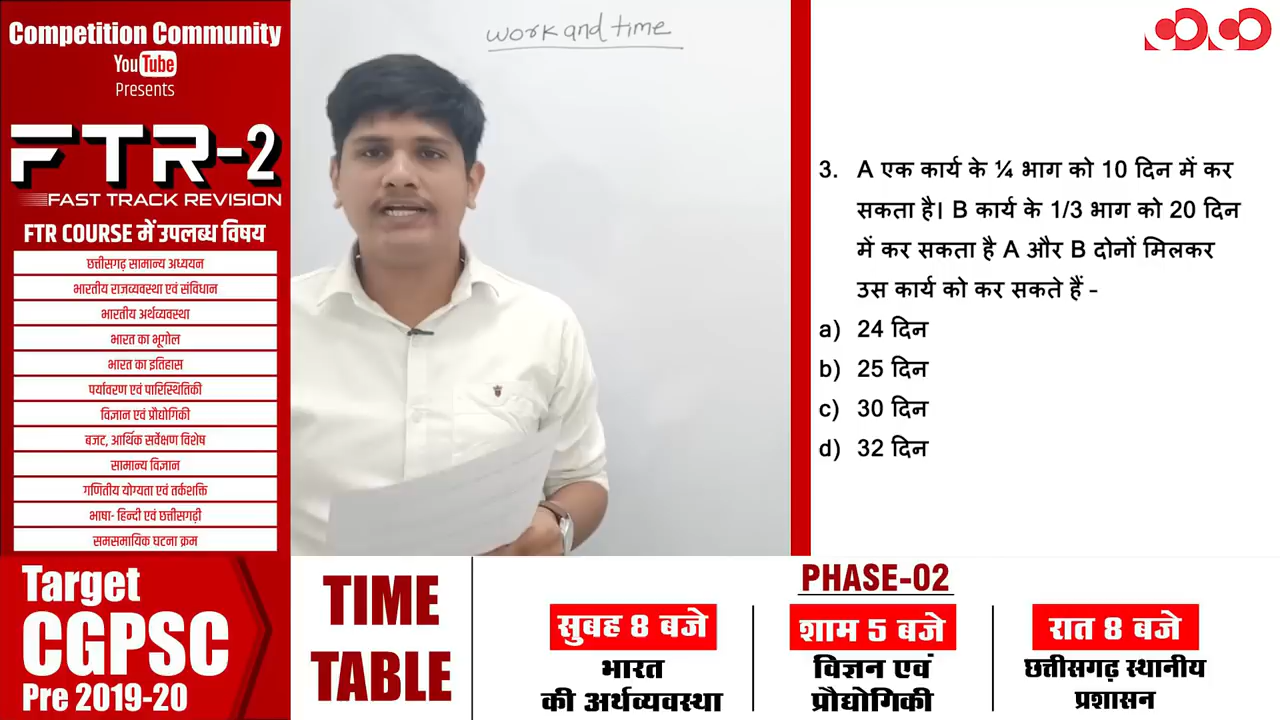 Competition Community
YouTube
Presents
FTR-2
FAST TRACK REVISION
FTR COURSE में उपलब्ध विषय
छत्तीसगढ़ सामान्य अध्ययन
भारतीय राजव्यवस्था एवं संविधान
भारतीय अर्थव्यवस्था
भारत का भूगोल
भारत का इतिहास
पर्यावरण एवं पारिस्थितिकी
विज्ञान एवं प्रौद्योगिकी
बजट, आर्थिक सर्वेक्षण विशेष
सामान्य विज्ञान
गणितीय योग्यता एवं तर्कशक्ति
भाषा- हिन्दी एवं छत्तीसगढ़ी
समसमायिक घटना क्रम
Target
CGPSC
Pre 2019-20
work and time
3. A एक कार्य के ¼ भाग को 10 दिन में कर
सकता है। B कार्य के 1/3 भाग को 20 दिन
में कर सकता है A और B दोनों मिलकर
उस कार्य को कर सकते हैं –
a) 24 दिन
b) 25 दिन
c) 30 दिन
d) 32 दिन
TIME
TABLE
PHASE-02
सुबह 8 बजे
भारत
की अर्थव्यवस्था
शाम 5 बजे
विज्ञन एवं
प्रौद्योगिकी
रात 8 बजे
छत्तीसगढ़ स्थानीय
प्रशासन